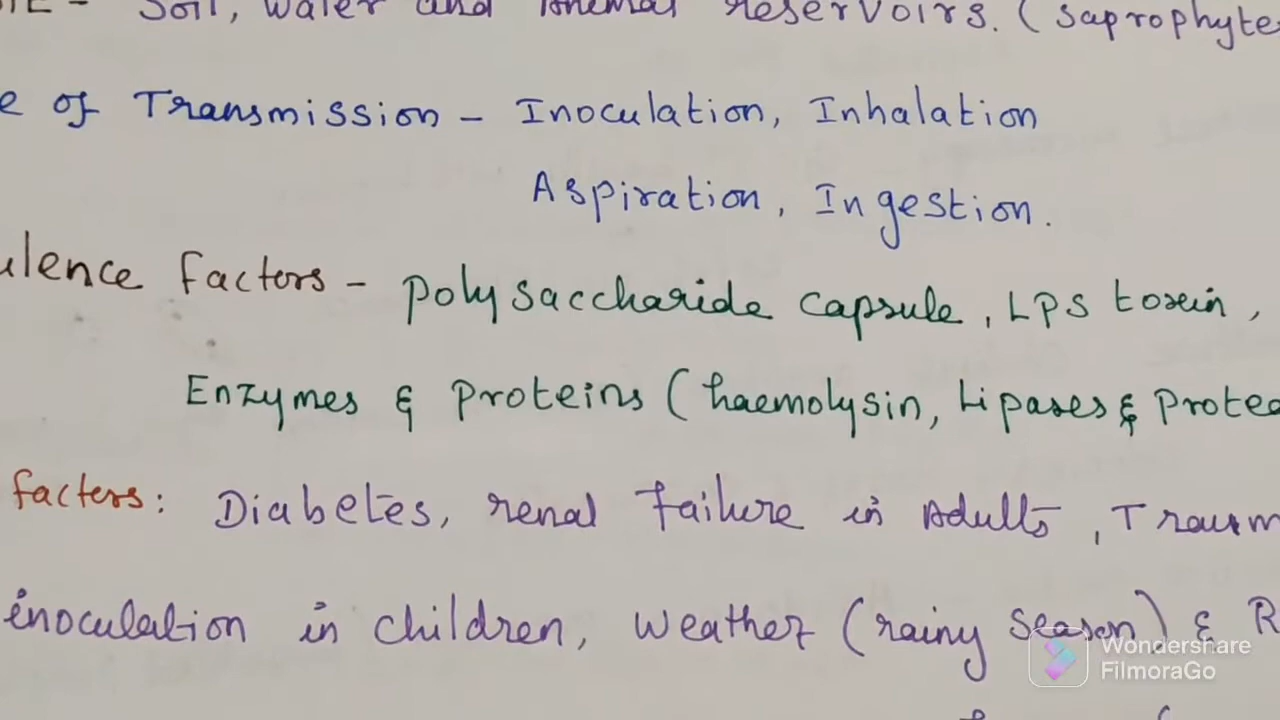 Soil, water and Animal reservoirs. (saprophyte
e of Transmission - Inoculation, Inhalation
Aspiration, Ingestion.
ulence factors - polysaccharide capsule, LPS toxin,
Enzymes & proteins (haemolysin, Lipases & Protea
factors: Diabetes, renal failure in Adults, Traum
inoculation in children, weather (rainy season) & R
Wondershare
FilmoraGo